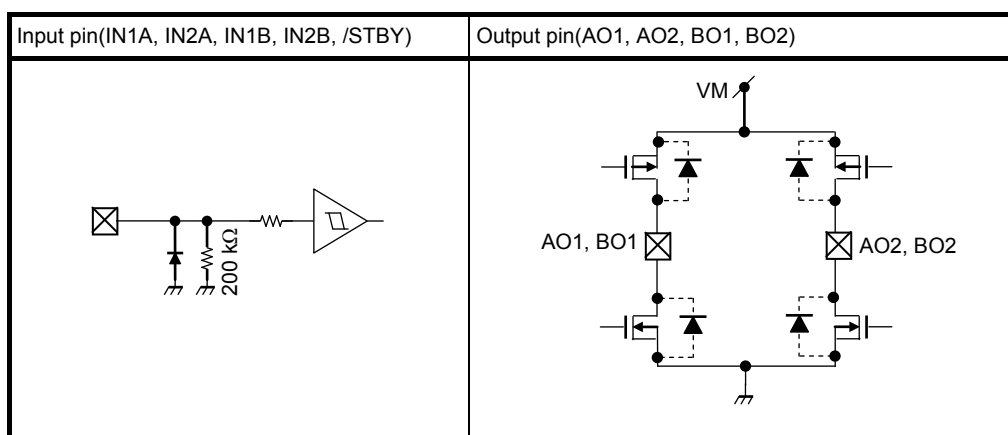 Input pin(IN1A, IN2A, IN1B, IN2B, /STBY)
Output pin(AO1, AO2, BO1, BO2)
VM
200 kΩ
AO1, BO1
AO2, BO2